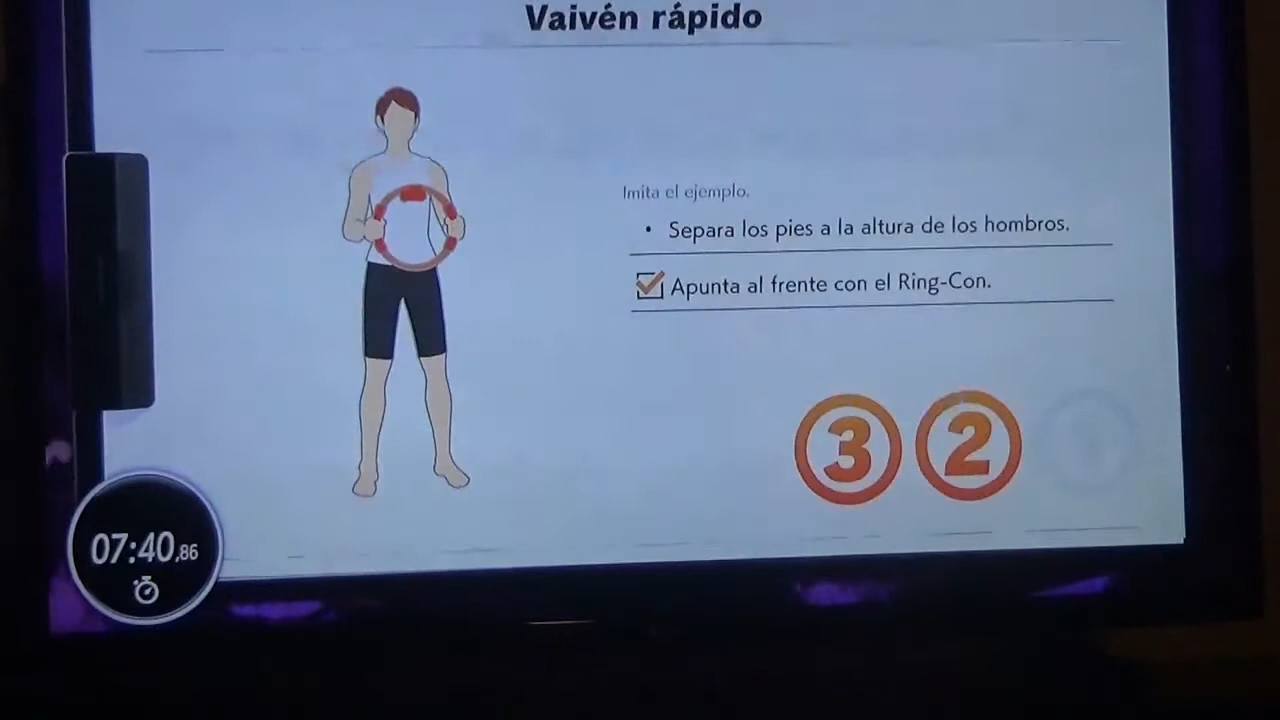 Vaivén rápido
Imita el ejemplo.
• Separa los pies a la altura de los hombros.
Apunta al frente con el Ring-Con.
3 2
07:40,86